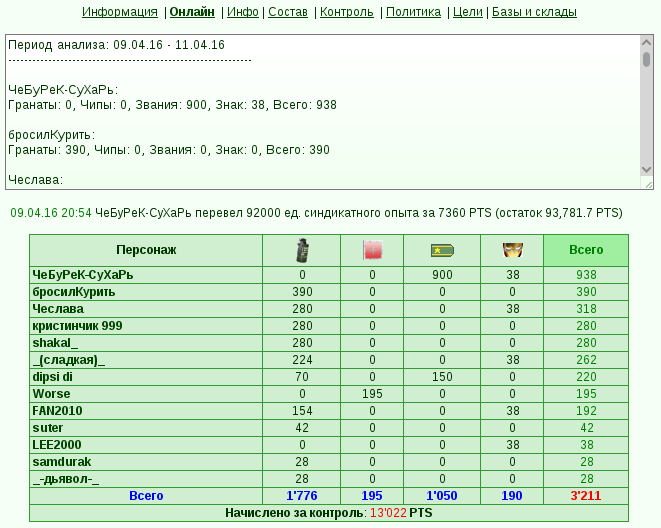 Информация | Онлайн | Инфо | Состав | Контроль | Политика | Цели | Базы и склады
Период анализа: 09.04.16 - 11.04.16
------------------------------------------------------------
ЧеБуРеК-СуХаРь:
Гранаты: 0, Чипы: 0, Звания: 900, Знак: 38, Всего: 938
бросилКурить:
Гранаты: 390, Чипы: 0, Звания: 0, Знак: 0, Всего: 390
Чеслава:
09.04.16 20:54 ЧеБуРеК-СуХаРь перевел 92000 ед. синдикатного опыта за 7360 PTS (остаток 93,781.7 PTS)
Персонаж Всего
ЧеБуРеК-СуХаРь 0 0 900 38 938
бросилКурить 390 0 0 0 390
Чеслава 280 0 0 38 318
кристинчик 999 280 0 0 0 280
shakal_ 280 0 0 0 280
_(сладкая)_ 224 0 0 38 262
dipsi di 70 0 150 0 220
Worse 0 195 0 0 195
FAN2010 154 0 0 38 192
suter 42 0 0 0 42
LEE2000 0 0 0 38 38
samdurak 28 0 0 0 28
_-дьявол-_ 28 0 0 0 28
Всего 1'776 195 1'050 190 3'211
Начислено за контроль: 13'022 PTS